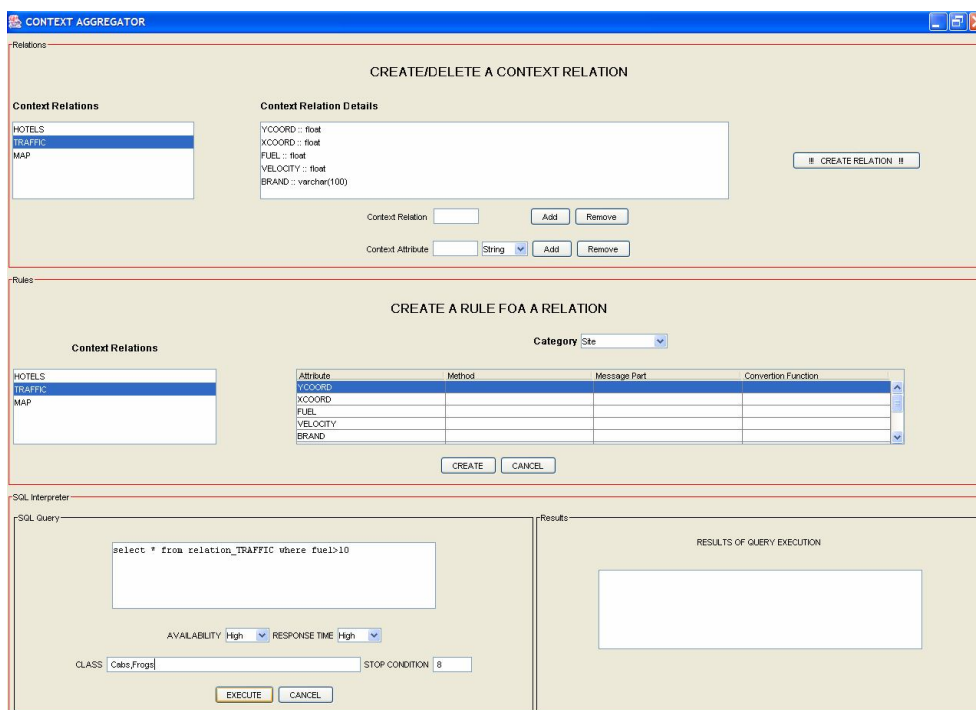 CONTEXT AGGREGATOR
Relations
CREATE/DELETE A CONTEXT RELATION
Context Relations
Context Relation Details
HOTELS
TRAFFIC
MAP
YCOORD :: float
XCOORD :: float
FUEL :: float
VELOCITY :: float
BRAND :: varchar(100)
!!! CREATE RELATION !!!
Context Relation Add Remove
Context Attribute String Add Remove
Rules
CREATE A RULE FOA A RELATION
Category Site
Context Relations
HOTELS
TRAFFIC
MAP
Attribute Method Message Part Convertion Function
YCOORD
XCOORD
FUEL
VELOCITY
BRAND
CREATE CANCEL
SQL Interpreter
SQL Query
select * from relation_TRAFFIC where fuel>10
AVAILABILITY High RESPONSE TIME High
CLASS Cabs,Frogs STOP CONDITION 8
EXECUTE CANCEL
Results
RESULTS OF QUERY EXECUTION